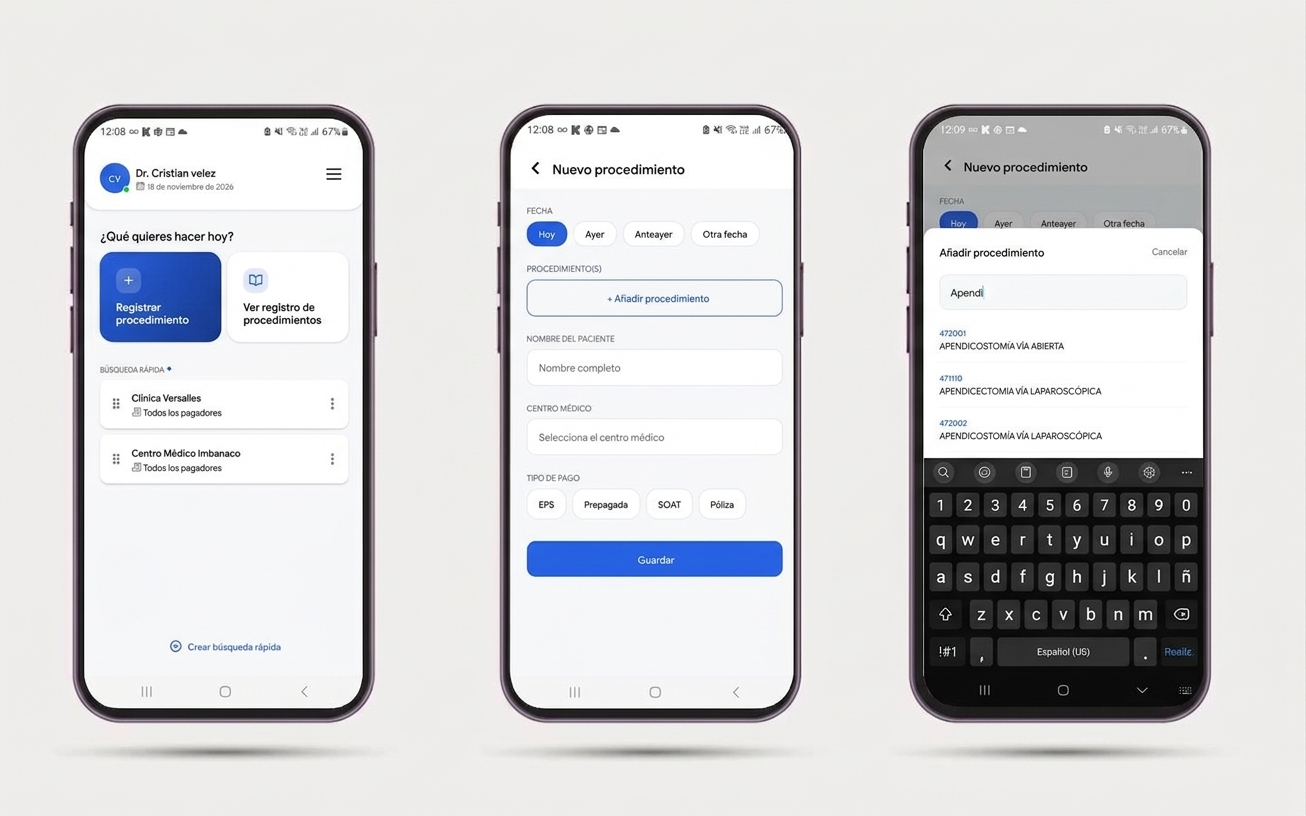 12:08
67%
CV
Dr. Cristian velez
18 de noviembre de 2026
¿Qué quieres hacer hoy?
Registrar
procedimiento
Ver registro de
procedimientos
BÚSQUEDA RÁPIDA
Clínica Versalles
Todos los pagadores
Centro Médico Imbanaco
Todos los pagadores
Crear búsqueda rápida
12:08
67%
Nuevo procedimiento
FECHA
Hoy
Ayer
Anteayer
Otra fecha
PROCEDIMIENTO(S)
+ Añadir procedimiento
NOMBRE DEL PACIENTE
Nombre completo
CENTRO MÉDICO
Selecciona el centro médico
TIPO DE PAGO
EPS
Prepagada
SOAT
Póliza
Guardar
12:09
67%
Nuevo procedimiento
FECHA
Hoy
Ayer
Anteayer
Otra fecha
Añadir procedimiento
Cancelar
Apendi
472001
APENDICOSTOMÍA VÍA ABIERTA
471110
APENDICECTOMIA VÍA LAPAROSCÓPICA
472002
APENDICOSTOMÍA VÍA LAPAROSCÓPICA
1 2 3 4 5 6 7 8 9 0
q w e r t y u i o p
a s d f g h j k l ñ
z x c v b n m
!#1 , Español (US) .